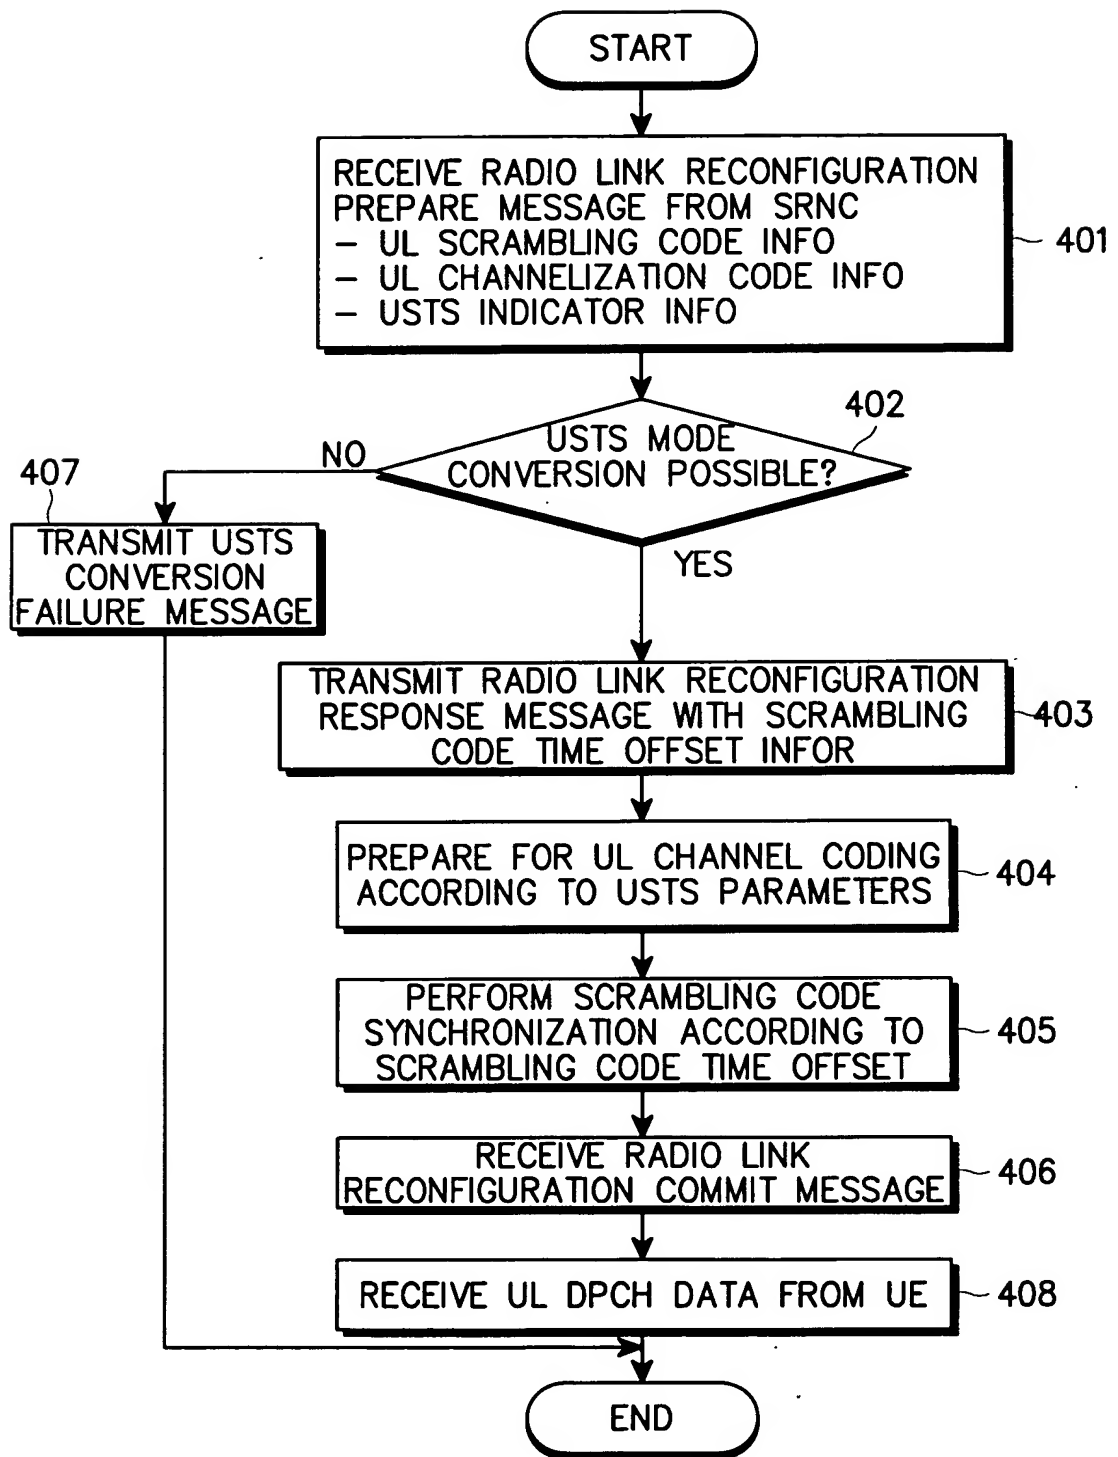 START
RECEIVE RADIO LINK RECONFIGURATION
PREPARE MESSAGE FROM SRNC
– UL SCRAMBLING CODE INFO
– UL CHANNELIZATION CODE INFO
– USTS INDICATOR INFO
401
402
USTS MODE
CONVERSION POSSIBLE?
NO
YES
407
TRANSMIT USTS
CONVERSION
FAILURE MESSAGE
TRANSMIT RADIO LINK RECONFIGURATION
RESPONSE MESSAGE WITH SCRAMBLING
CODE TIME OFFSET INFOR
403
PREPARE FOR UL CHANNEL CODING
ACCORDING TO USTS PARAMETERS
404
PERFORM SCRAMBLING CODE
SYNCHRONIZATION ACCORDING TO
SCRAMBLING CODE TIME OFFSET
405
RECEIVE RADIO LINK
RECONFIGURATION COMMIT MESSAGE
406
RECEIVE UL DPCH DATA FROM UE
408
END